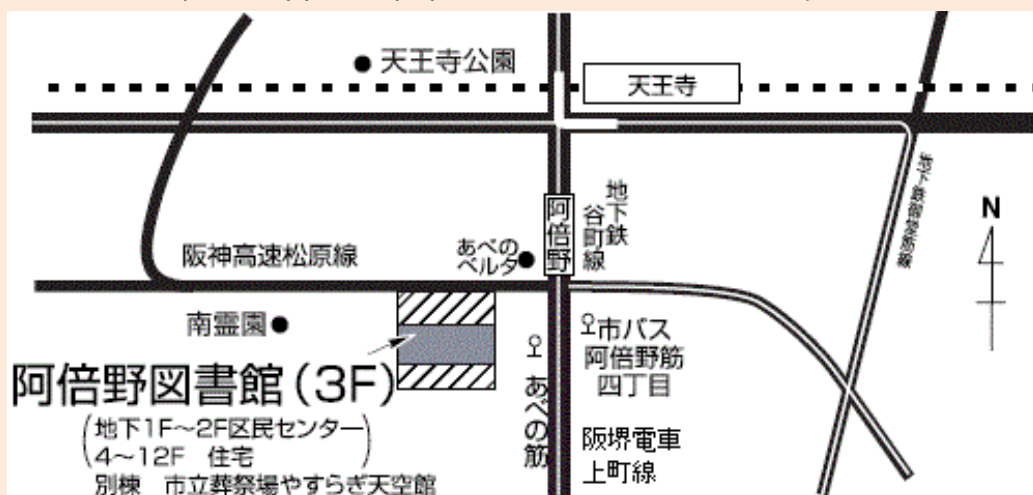 天王寺公園
天王寺
阿倍野
地下鉄
谷町線
あべの
ベルタ
阪神高速松原線
N
南霊園
阿倍野図書館(3F)
(地下1F~2F区民センター)
4~12F 住宅
別棟 市立葬祭場やすらぎ天空館
あべの筋
市バス
阿倍野筋
四丁目
阪堺電車
上町線